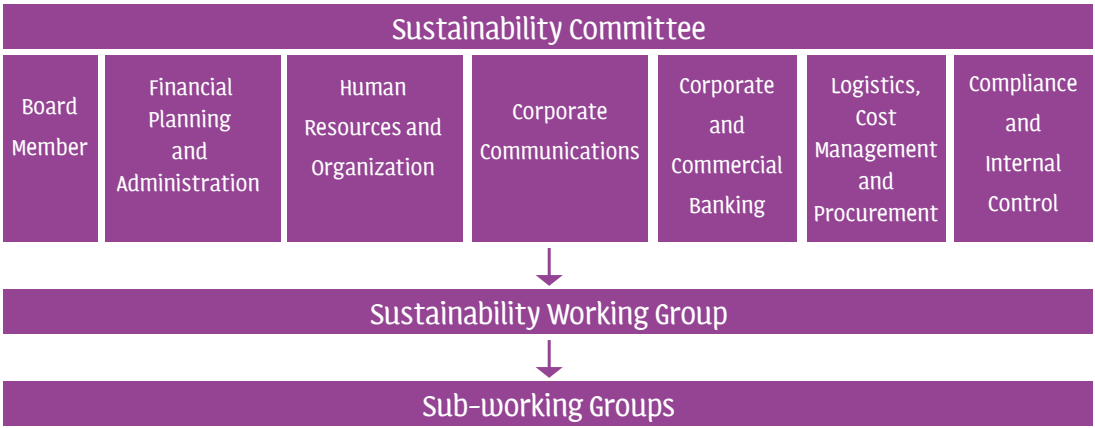 Sustainability Committee
Board
Member
Financial
Planning
and
Administration
Human
Resources and
Organization
Corporate
Communications
Corporate
and
Commercial
Banking
Logistics,
Cost
Management
and
Procurement
Compliance
and
Internal
Control
Sustainability Working Group
Sub-working Groups